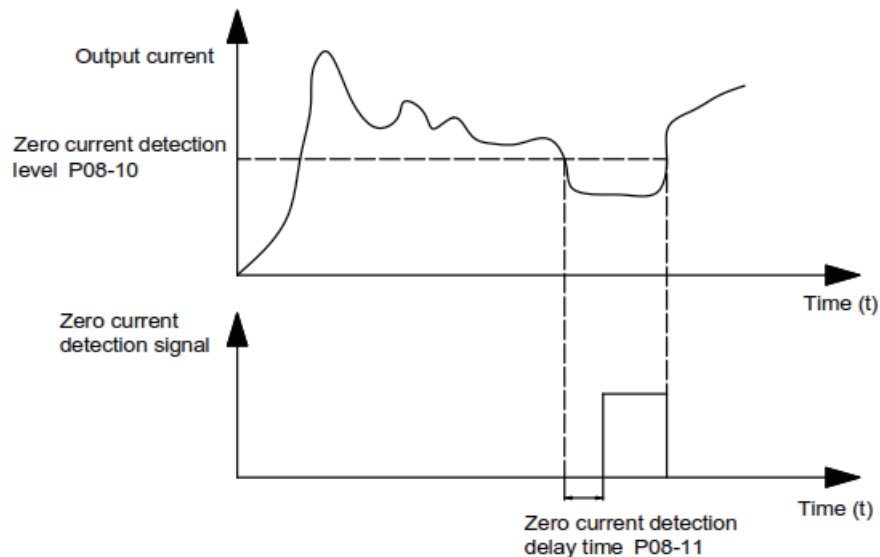 Output current
Zero current detection
level P08-10
Time (t)
Zero current
detection signal
Time (t)
Zero current detection
delay time P08-11